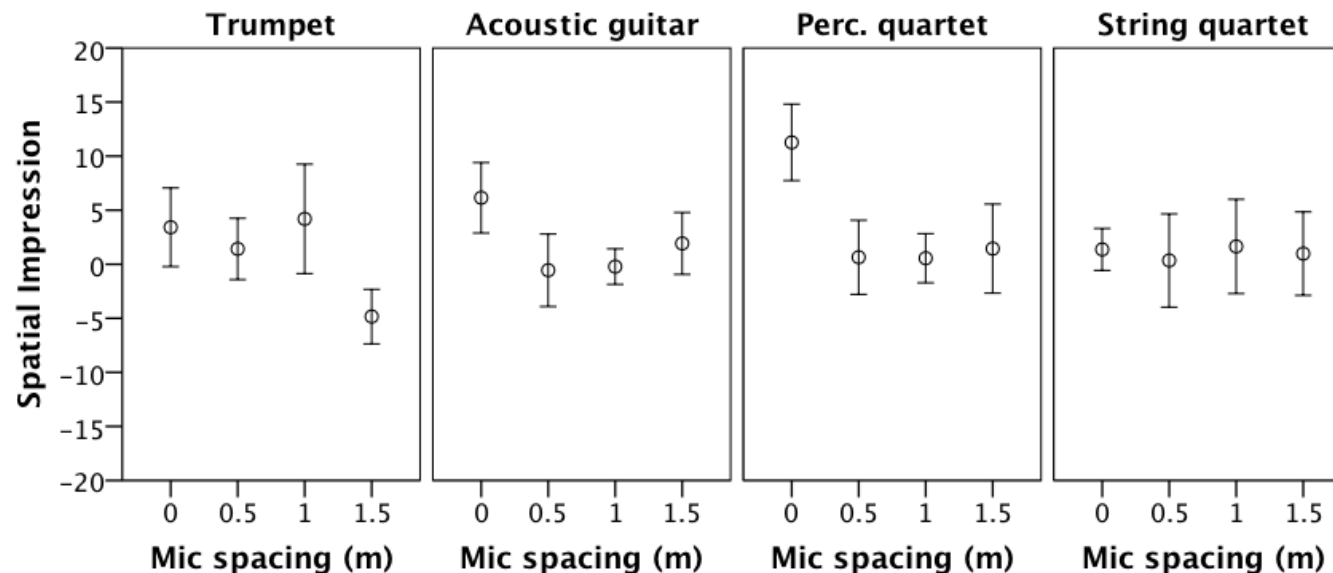 Trumpet Acoustic guitar Perc. quartet String quartet
Spatial Impression
20
15
10
5
0
−5
−10
−15
−20
0 0.5 1 1.5 0 0.5 1 1.5 0 0.5 1 1.5 0 0.5 1 1.5
Mic spacing (m) Mic spacing (m) Mic spacing (m) Mic spacing (m)